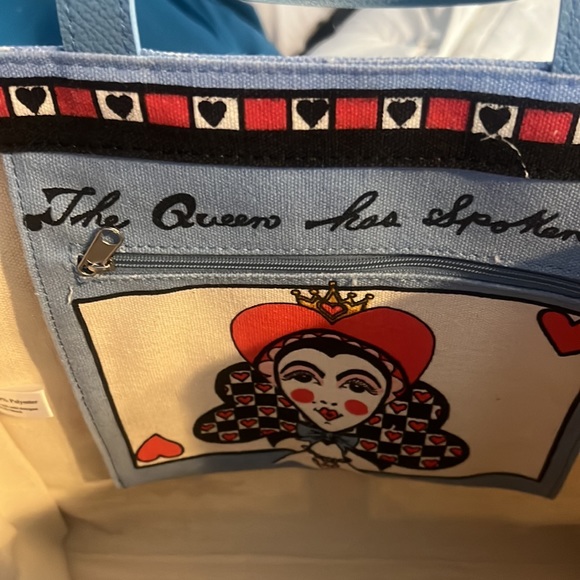 The Queen has Spoken